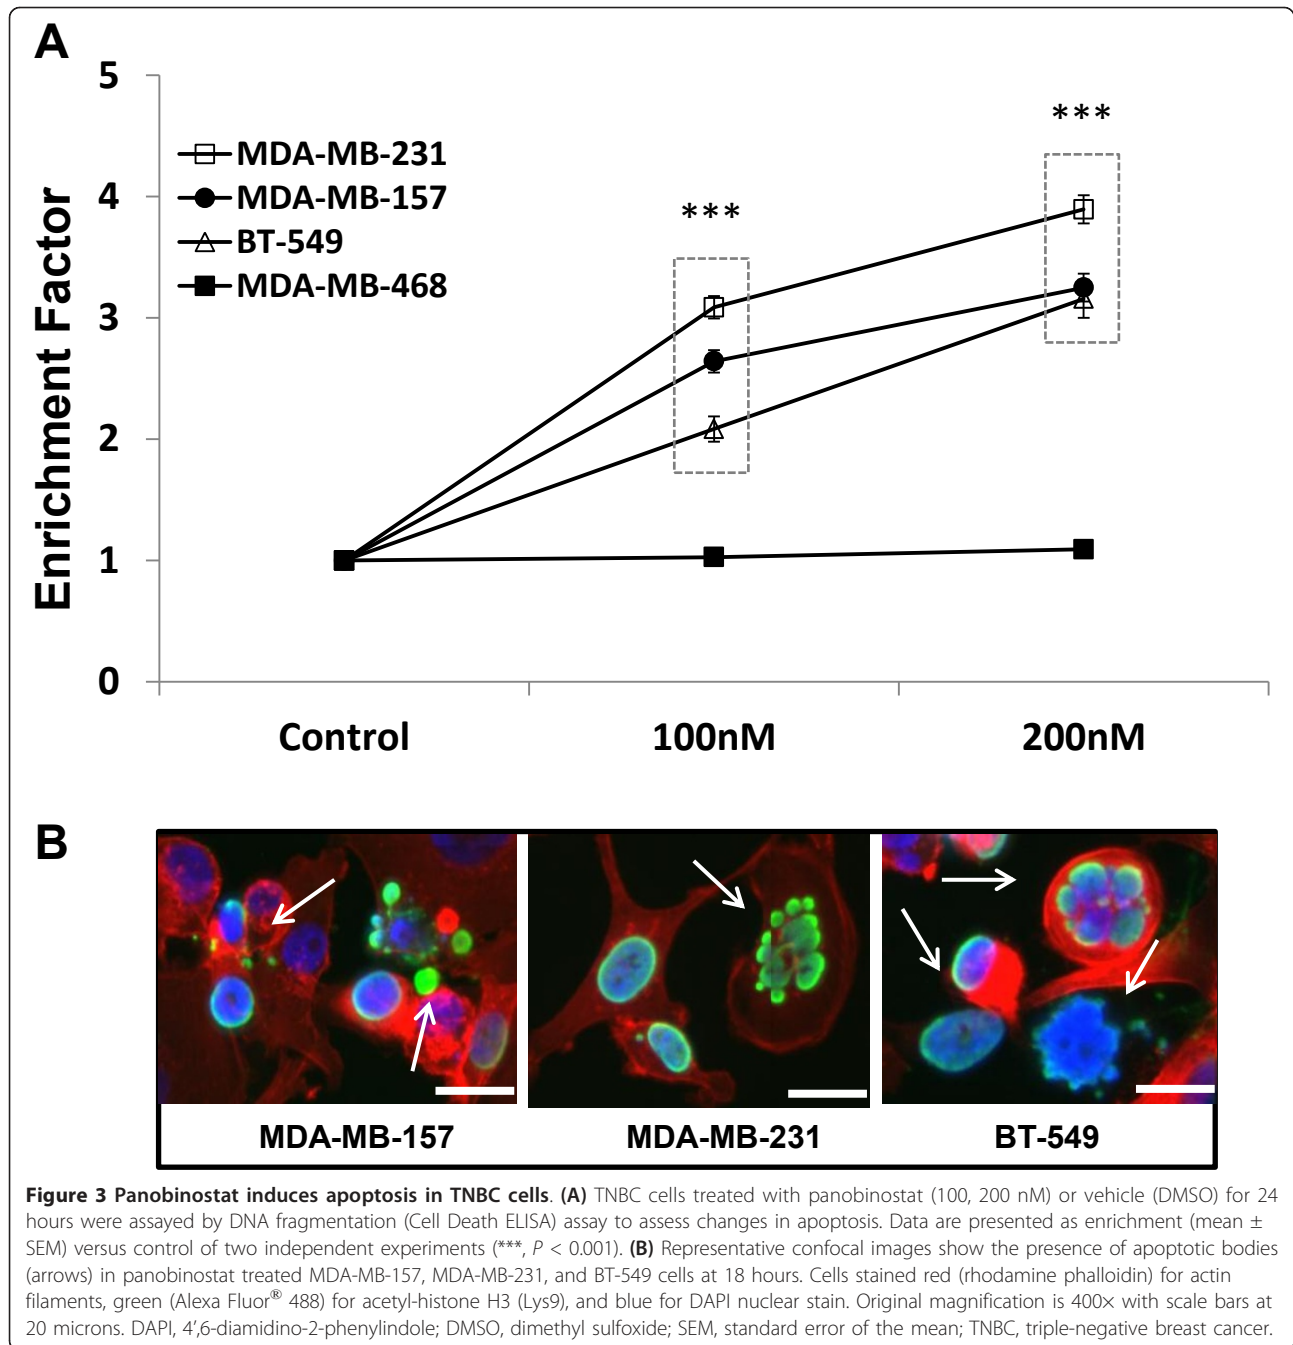 A
5
4
3
2
1
0
Enrichment Factor
MDA-MB-231
MDA-MB-157
BT-549
MDA-MB-468
***
***
Control 100nM 200nM
B
MDA-MB-157 MDA-MB-231 BT-549
Figure 3 Panobinostat induces apoptosis in TNBC cells. (A) TNBC cells treated with panobinostat (100, 200 nM) or vehicle (DMSO) for 24
hours were assayed by DNA fragmentation (Cell Death ELISA) assay to assess changes in apoptosis. Data are presented as enrichment (mean ±
SEM) versus control of two independent experiments (***, P < 0.001). (B) Representative confocal images show the presence of apoptotic bodies
(arrows) in panobinostat treated MDA-MB-157, MDA-MB-231, and BT-549 cells at 18 hours. Cells stained red (rhodamine phalloidin) for actin
filaments, green (Alexa Fluor® 488) for acetyl-histone H3 (Lys9), and blue for DAPI nuclear stain. Original magnification is 400× with scale bars at
20 microns. DAPI, 4′,6-diamidino-2-phenylindole; DMSO, dimethyl sulfoxide; SEM, standard error of the mean; TNBC, triple-negative breast cancer.